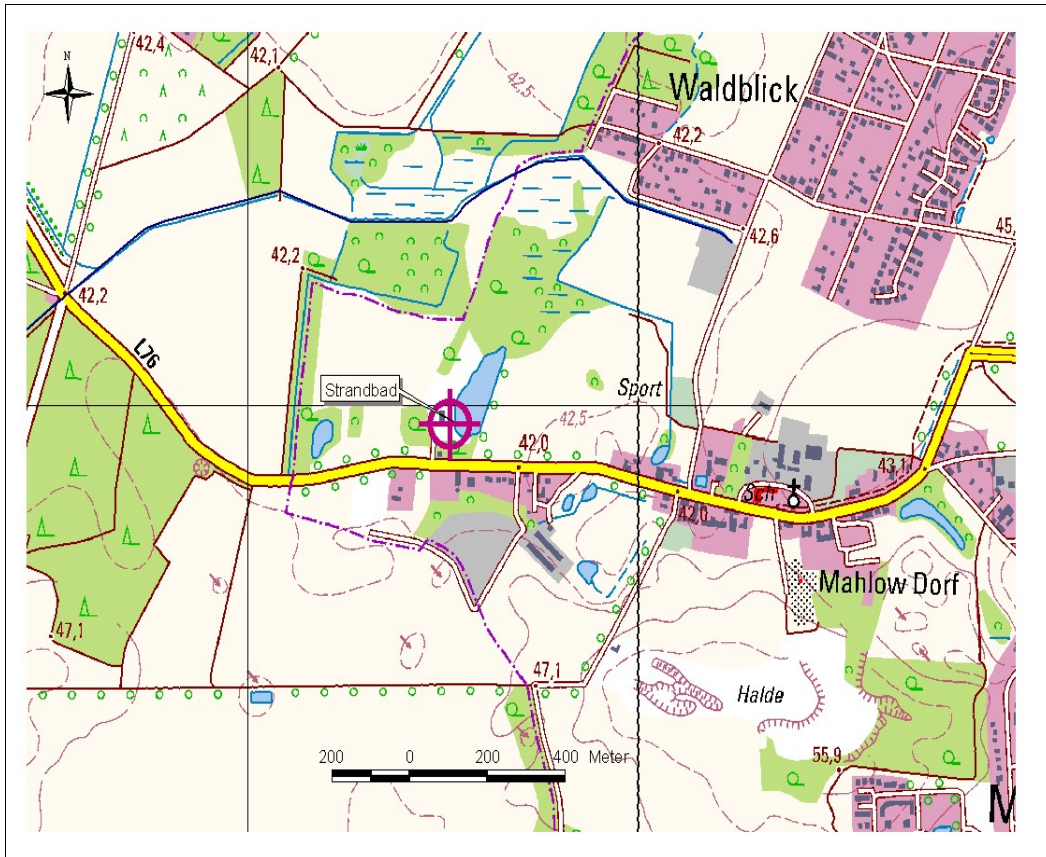 42,4
42,1
N
Waldblick
42,5
42,2
42,6
45,
42,2
42,2
L76
Strandbad
Sport
42,5
42,0
43,1
Sch
42,0
Mahlow Dorf
47,1
47,1
Halde
55,9
200 0 200 400 Meter
M